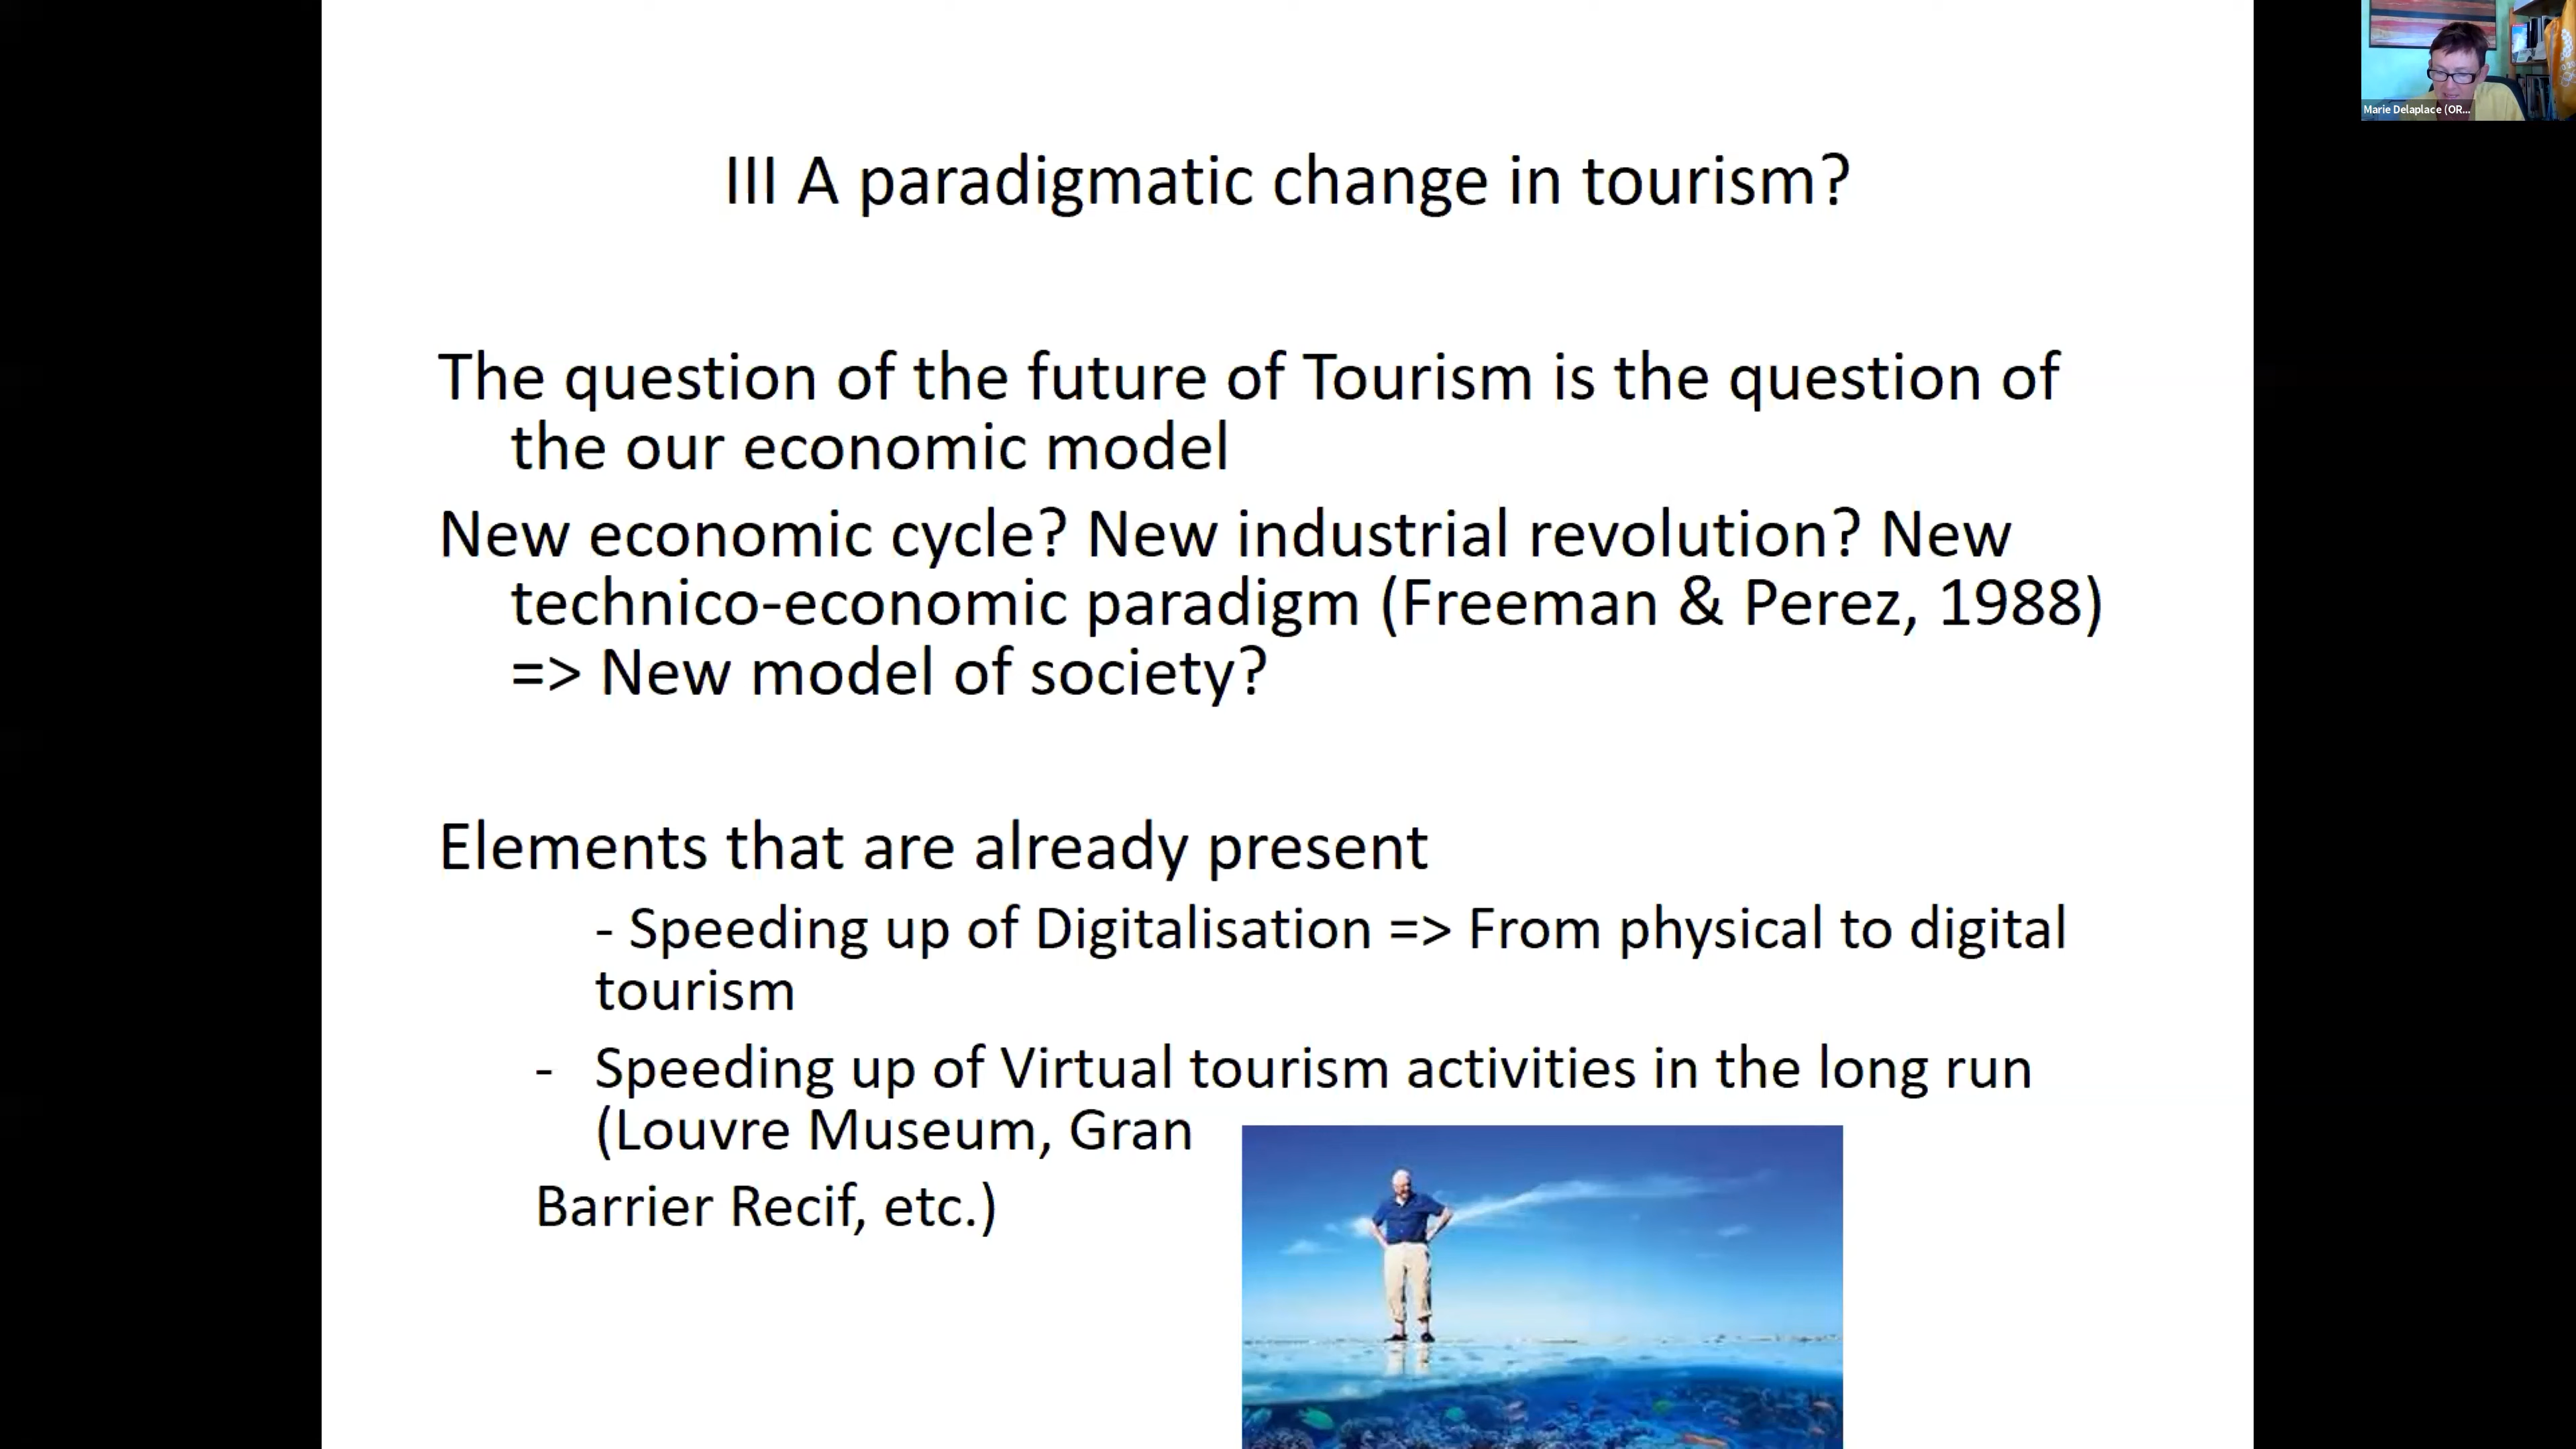 Marie Delaplace (OR...
III A paradigmatic change in tourism?
The question of the future of Tourism is the question of
the our economic model
New economic cycle? New industrial revolution? New
technico-economic paradigm (Freeman & Perez, 1988)
=> New model of society?
Elements that are already present
- Speeding up of Digitalisation => From physical to digital
tourism
- Speeding up of Virtual tourism activities in the long run
(Louvre Museum, Gran
Barrier Recif, etc.)